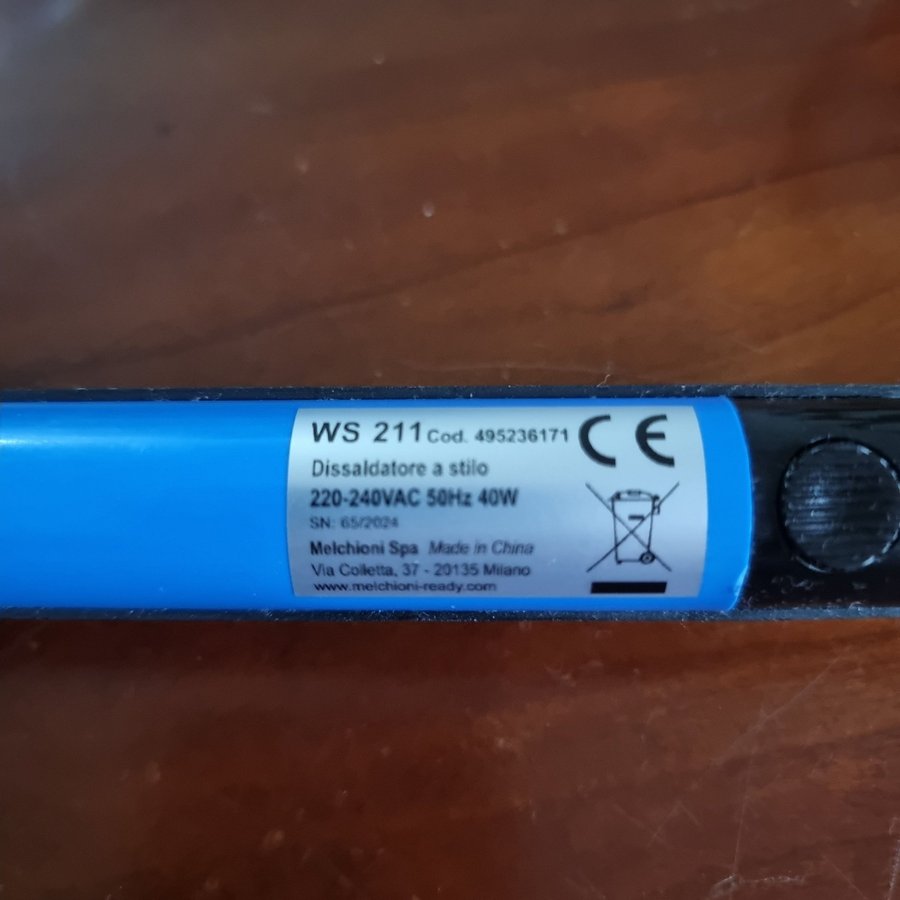 WS 211 Cod. 495236171 CE
Dissaldatore a stilo
220-240VAC 50Hz 40W
SN: 65/2024
Melchioni Spa Made in China
Via Colletta, 37 - 20135 Milano
www.melchioni-ready.com